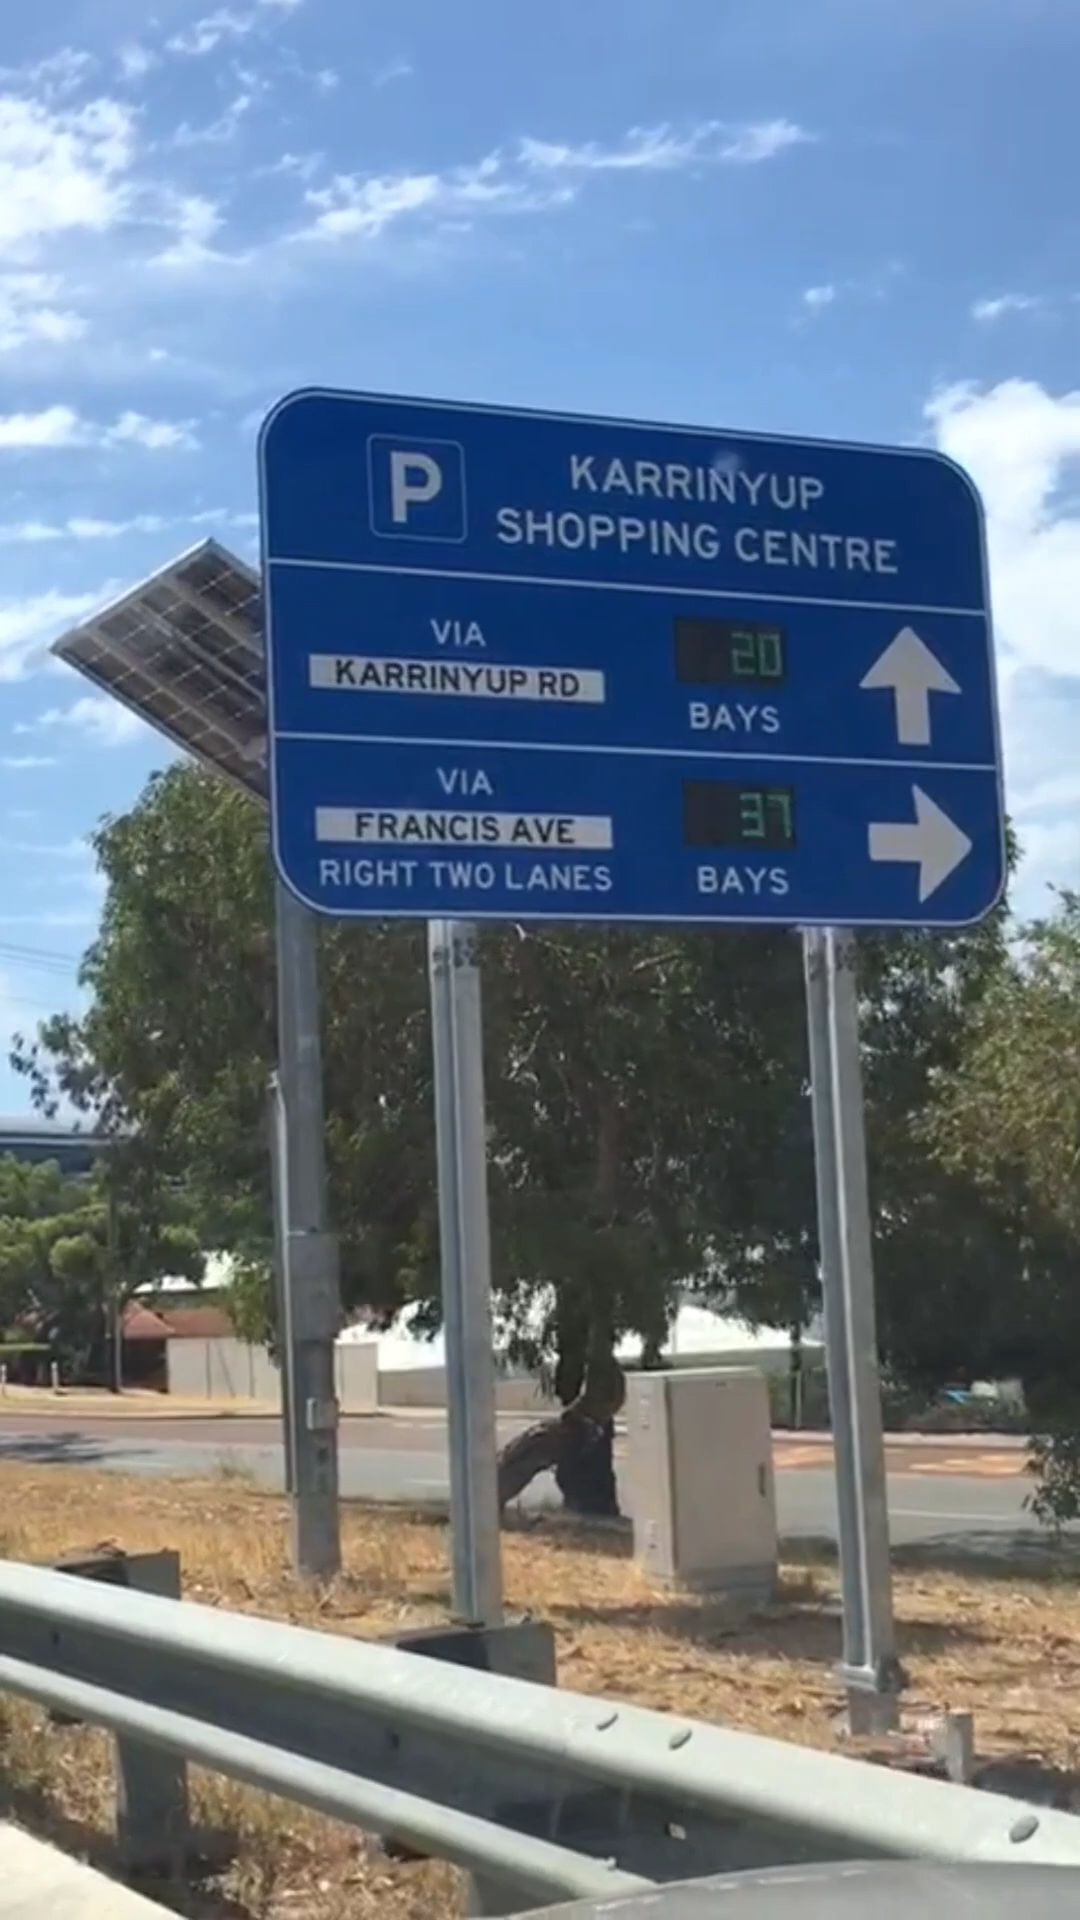 P
KARRINYUP
SHOPPING CENTRE
VIA
KARRINYUP RD
20
BAYS
VIA
FRANCIS AVE
RIGHT TWO LANES
37
BAYS